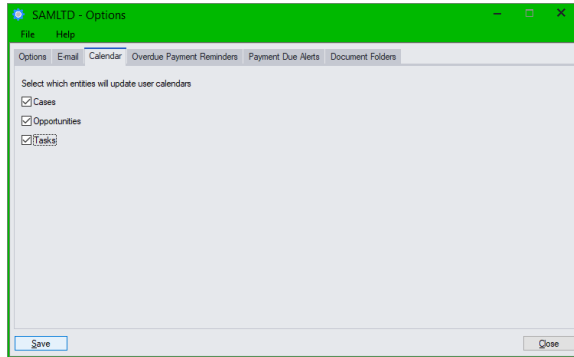 SAMLTD - Options
File Help
Options E-mail Calendar Overdue Payment Reminders Payment Due Alerts Document Folders
Select which entities will update user calendars
Cases
Opportunities
Tasks
Save Close